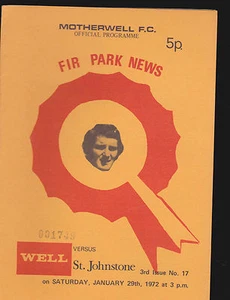 MOTHERWELL F.C.
OFFICIAL PROGRAMME
5p
FIR PARK NEWS
WELL
VERSUS
St. Johnstone
3rd Issue No. 17
on SATURDAY, JANUARY 29th, 1972 at 3 p.m.